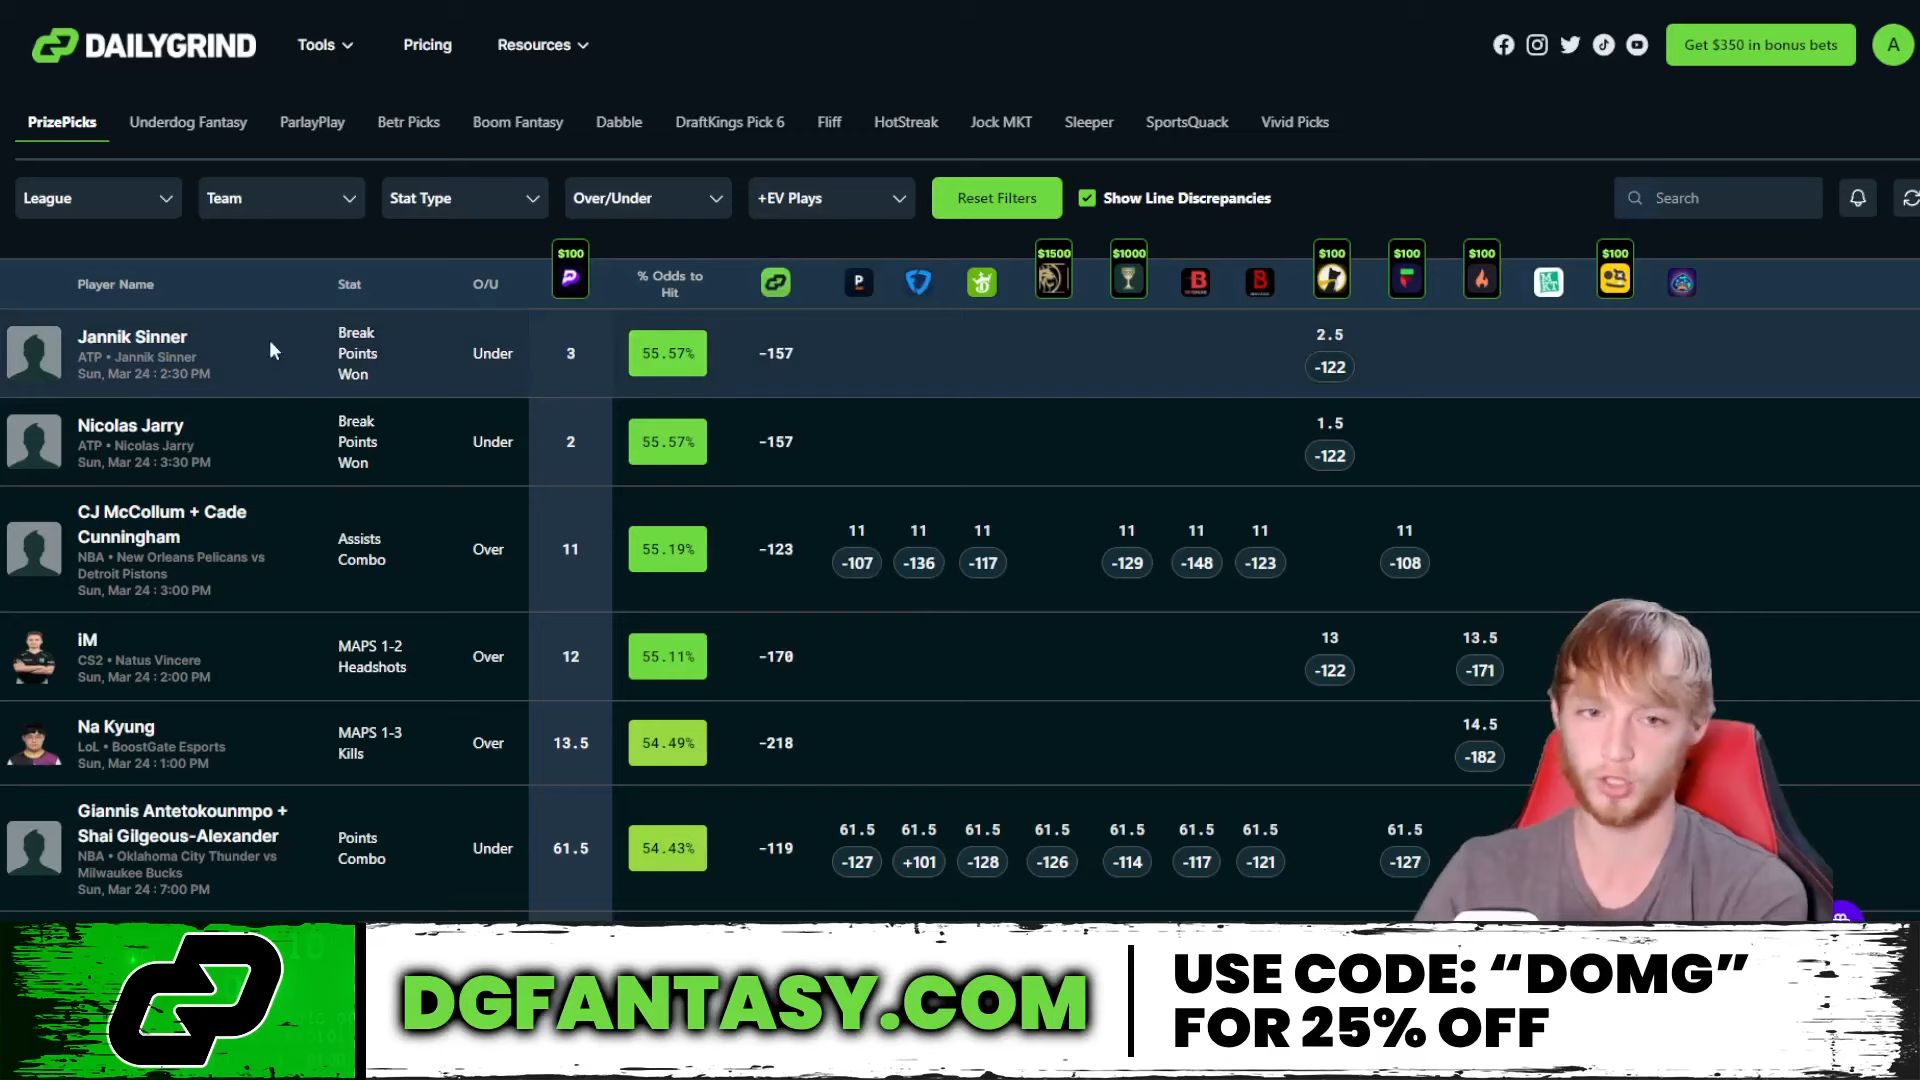 DAILYGRIND
Tools
Pricing
Resources
Get $350 in bonus bets
A
PrizePicks
Underdog Fantasy
ParlayPlay
Betr Picks
Boom Fantasy
Dabble
DraftKings Pick 6
Fliff
HotStreak
Jock MKT
Sleeper
SportsQuack
Vivid Picks
League
Team
Stat Type
Over/Under
+EV Plays
Reset Filters
Show Line Discrepancies
Search
Player Name
Stat
O/U
$100
% Odds to
Hit
$1500
$1000
$100
$100
$100
$100
Jannik Sinner
ATP • Jannik Sinner
Sun, Mar 24 : 2:30 PM
Break
Points
Won
Under
3
55.57%
-157
2.5
-122
Nicolas Jarry
ATP • Nicolas Jarry
Sun, Mar 24 : 3:30 PM
Break
Points
Won
Under
2
55.57%
-157
1.5
-122
CJ McCollum + Cade
Cunningham
NBA • New Orleans Pelicans vs
Detroit Pistons
Sun, Mar 24 : 3:00 PM
Assists
Combo
Over
11
55.19%
-123
11 11 11 11 11 11 11
-107 -136 -117 -129 -148 -123 -108
iM
CS2 • Natus Vincere
Sun, Mar 24 : 2:00 PM
MAPS 1-2
Headshots
Over
12
55.11%
-170
13 13.5
-122 -171
Na Kyung
LoL • BoostGate Esports
Sun, Mar 24 : 1:00 PM
MAPS 1-3
Kills
Over
13.5
54.49%
-218
14.5
-182
Giannis Antetokounmpo +
Shai Gilgeous-Alexander
NBA • Oklahoma City Thunder vs
Milwaukee Bucks
Sun, Mar 24 : 7:00 PM
Points
Combo
Under
61.5
54.43%
-119
61.5 61.5 61.5 61.5 61.5 61.5 61.5 61.5
-127 +101 -128 -126 -114 -117 -121 -127
DGFANTASY.COM
USE CODE: “DOMG”
FOR 25% OFF